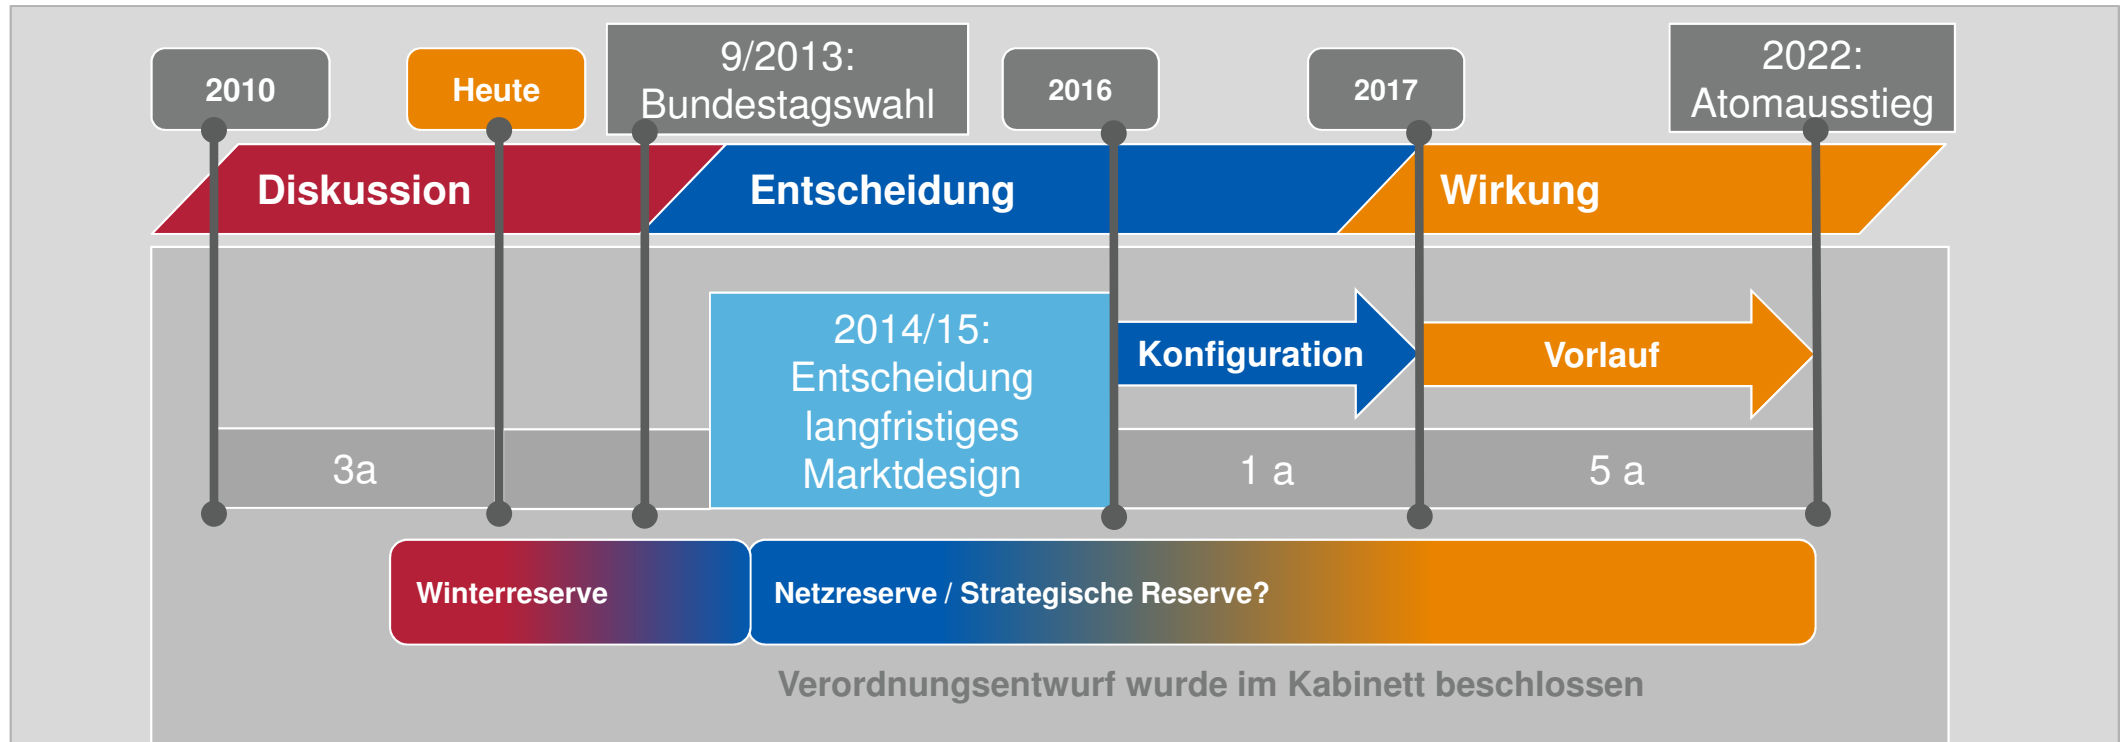 2010
Heute
9/2013:
Bundestagswahl
2016
2017
2022:
Atomausstieg
Diskussion
Entscheidung
Wirkung
2014/15:
Entscheidung
langfristiges
Marktdesign
Konfiguration
Vorlauf
3a
1 a
5 a
Winterreserve
Netzreserve / Strategische Reserve?
Verordnungsentwurf wurde im Kabinett beschlossen